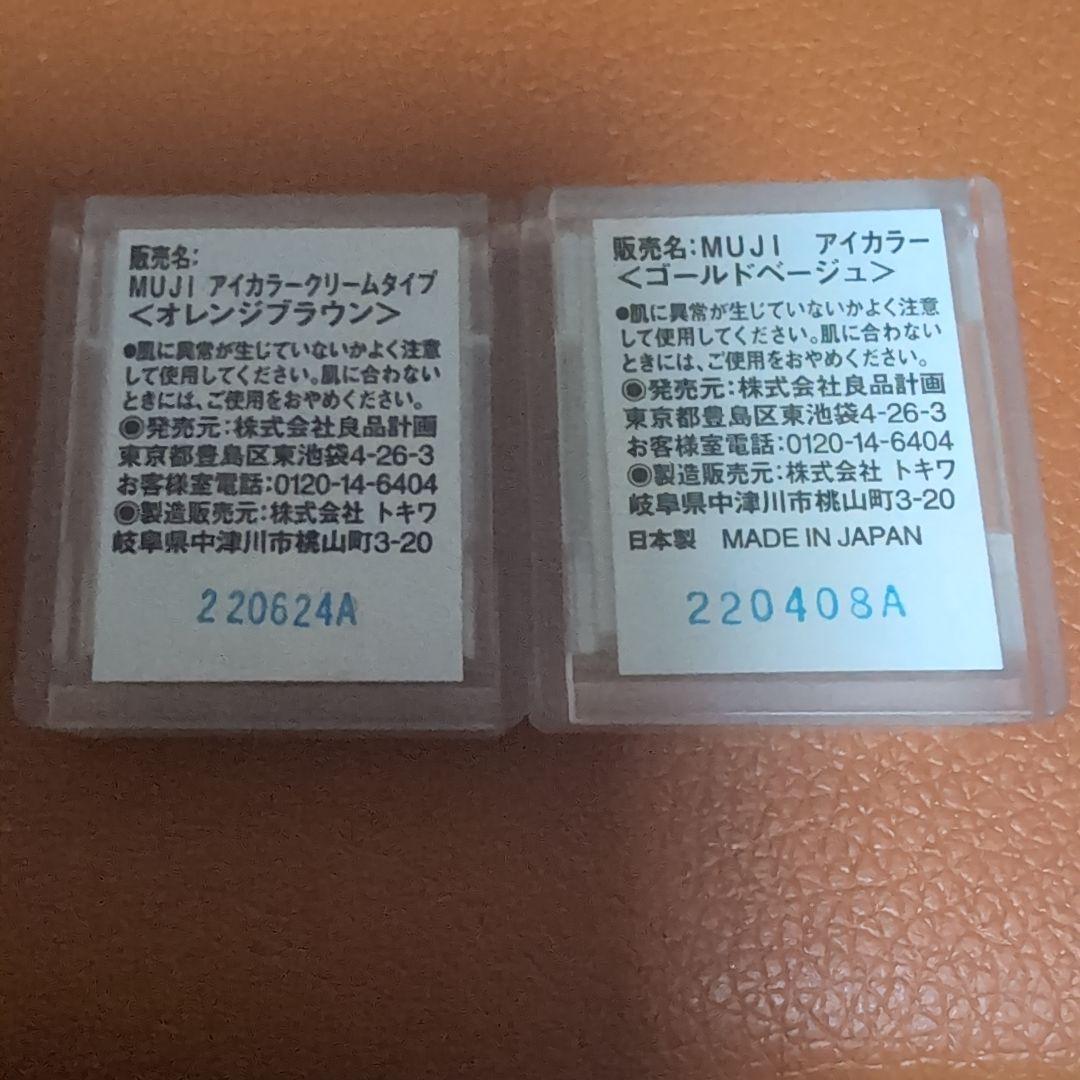 販売名:
MUJI アイカラークリームタイプ
<オレンジブラウン>
●肌に異常が生じていないかよく注意
して使用してください。肌に合わない
ときには、ご使用をおやめください。
◉発売元:株式会社良品計画
東京都豊島区東池袋4-26-3
お客様室電話:0120-14-6404
◉製造販売元:株式会社 トキワ
岐阜県中津川市桃山町3-20
220624A
販売名:MUJI アイカラー
<ゴールドベージュ>
●肌に異常が生じていないかよく注意
して使用してください。肌に合わない
ときには、ご使用をおやめください。
◉発売元:株式会社良品計画
東京都豊島区東池袋4-26-3
お客様室電話:0120-14-6404
◉製造販売元:株式会社 トキワ
岐阜県中津川市桃山町3-20
日本製 MADE IN JAPAN
220408A